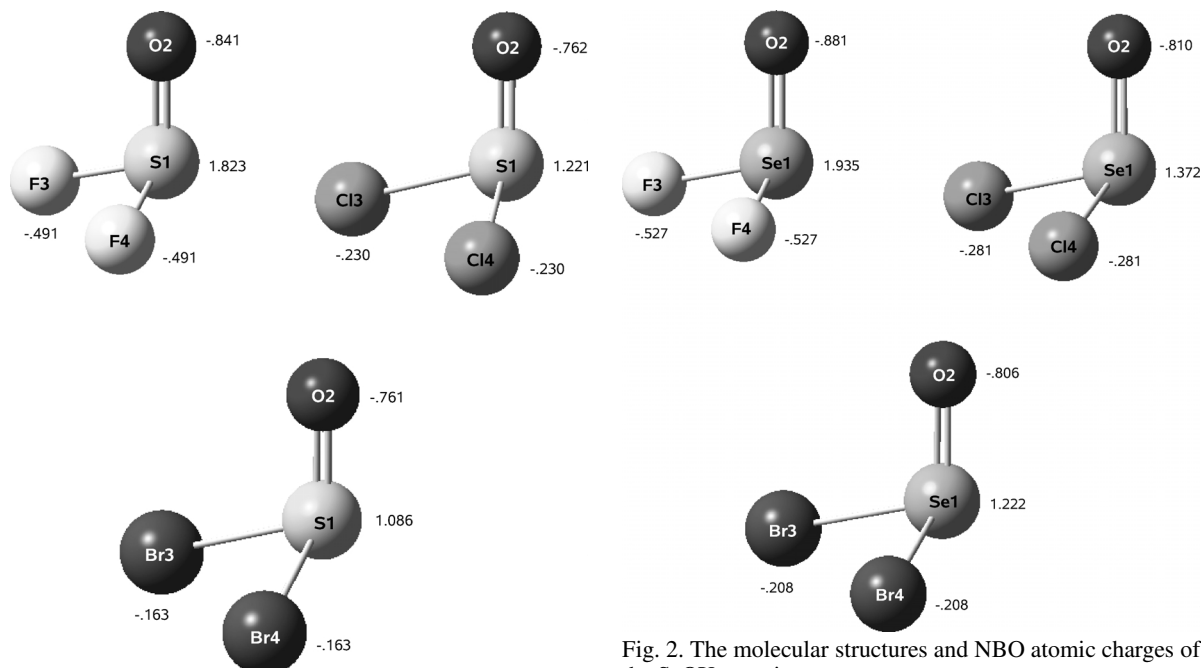 O2 -.841
S1 1.823
F3
-.491
F4
-.491
O2 -.762
S1 1.221
Cl3
-.230
Cl4
-.230
O2 -.881
Se1 1.935
F3
-.527
F4
-.527
O2 -.810
Se1 1.372
Cl3
-.281
Cl4
-.281
O2 -.761
S1 1.086
Br3
-.163
Br4
-.163
O2 -.806
Se1 1.222
Br3
-.208
Br4
-.208
Fig. 2. The molecular structures and NBO atomic charges of